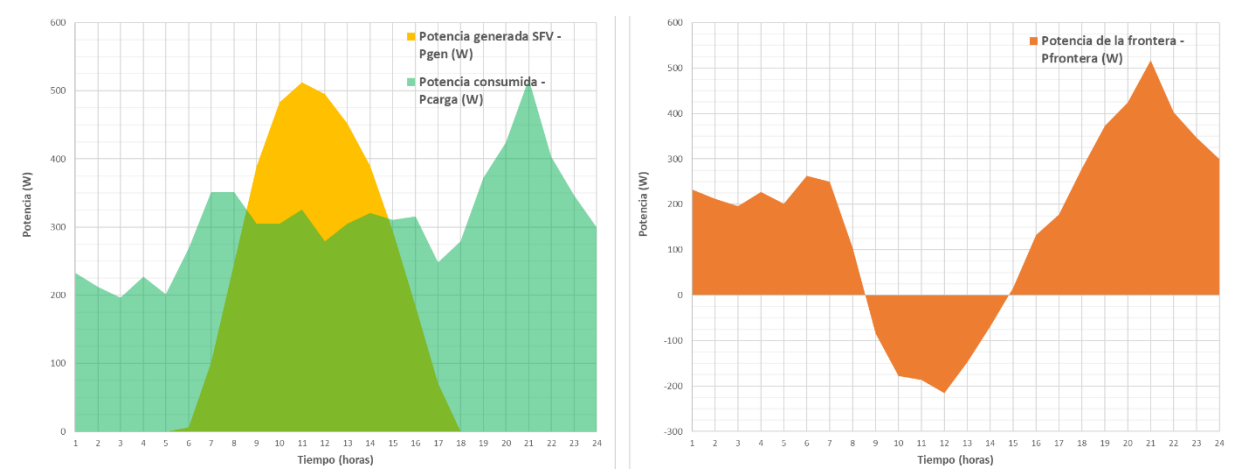 600
500
400
300
200
100
0
Potencia (W)
Potencia generada SFV -
Pgen (W)
Potencia consumida -
Pcarga (W)
1 2 3 4 5 6 7 8 9 10 11 12 13 14 15 16 17 18 19 20 21 22 23 24
Tiempo (horas)
600
500
400
300
200
100
0
-100
-200
-300
Potencia (W)
Potencia de la frontera -
Pfrontera (W)
1 2 3 4 5 6 7 8 9 10 11 12 13 14 15 16 17 18 19 20 21 22 23 24
Tiempo (horas)